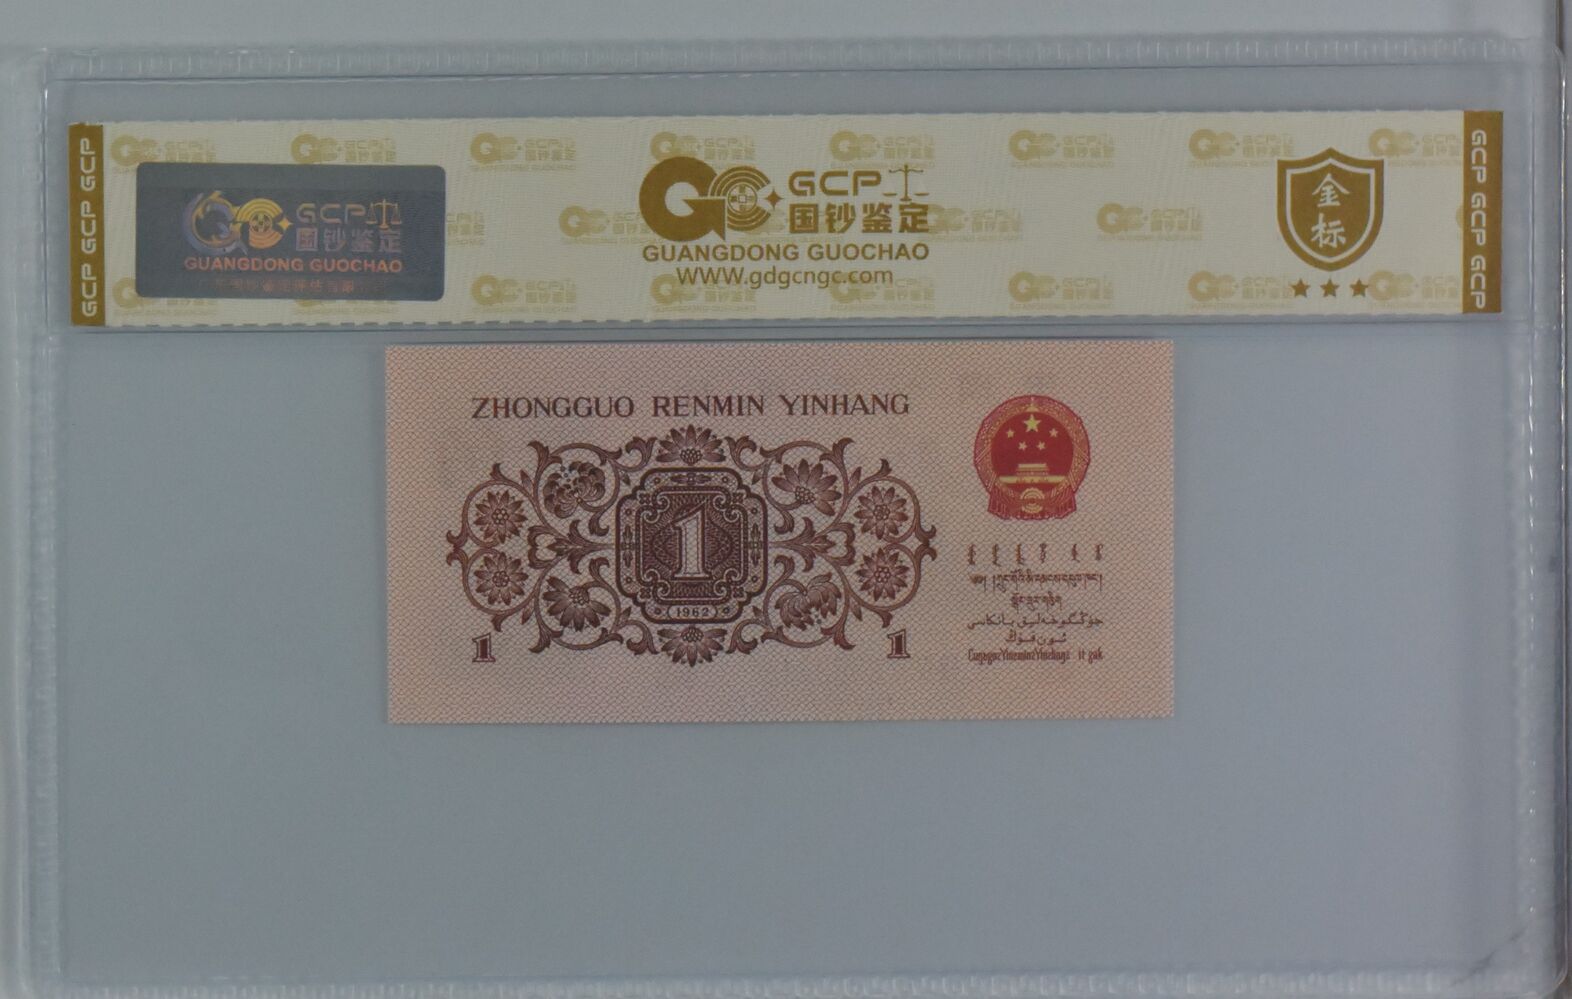 GCP GCP GCP
GCP
国钞鉴定
GUANGDONG GUOCHAO
GCP
国钞鉴定
GUANGDONG GUOCHAO
WWW.gdgcngc.com
金
标
GCP GCP GCP
ZHONGGUO RENMIN YINHANG
1
(1962)
1
1